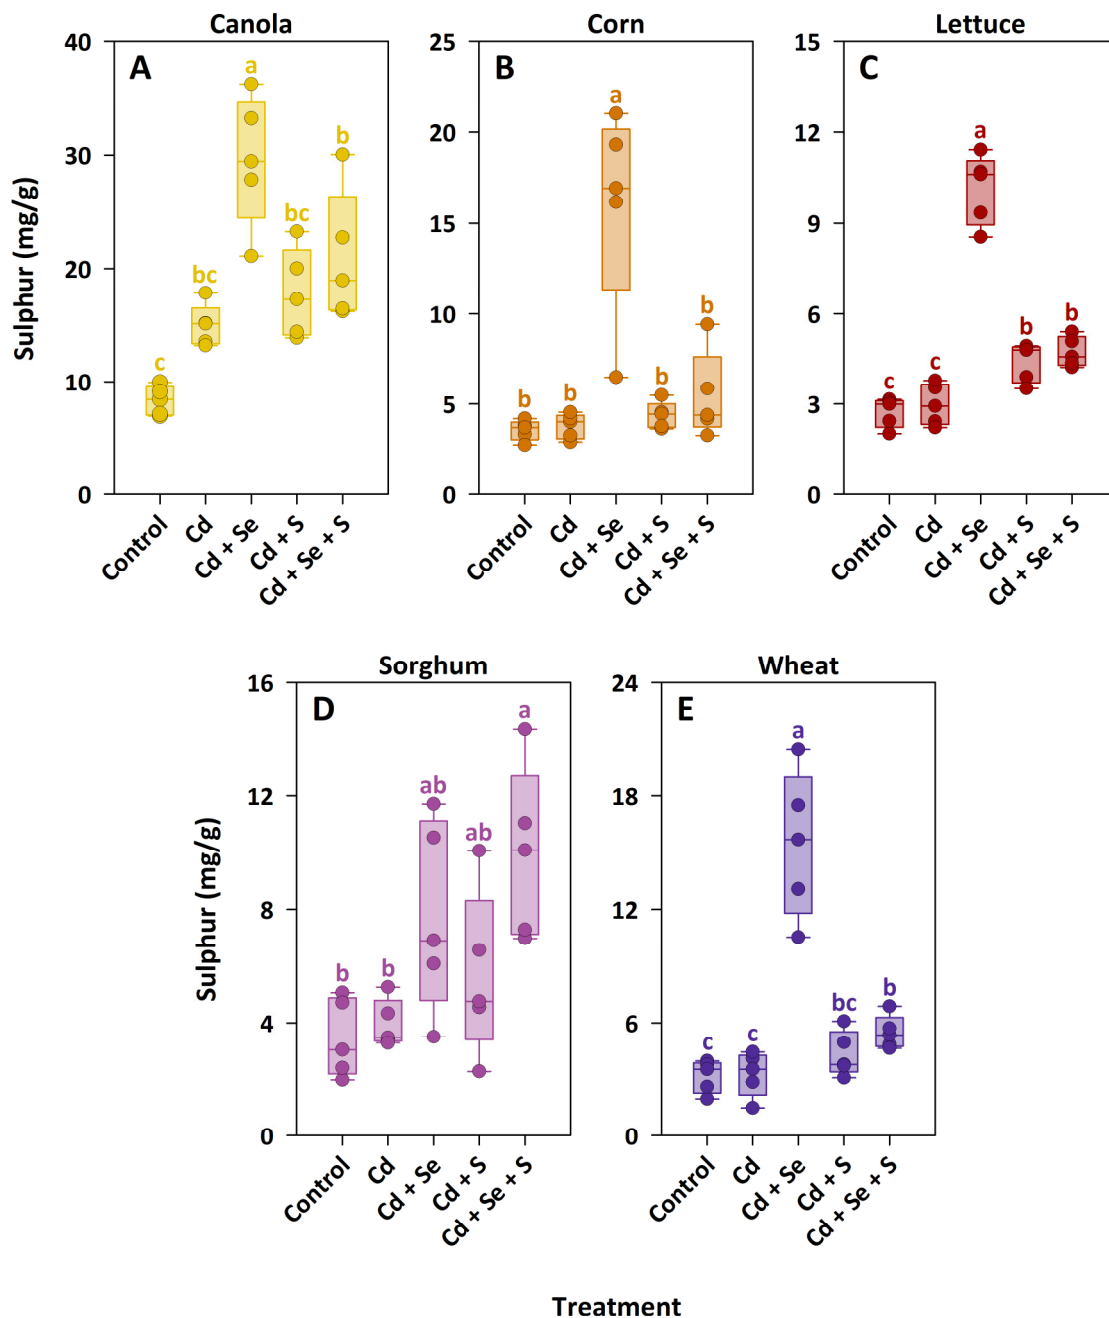 Canola
Corn
Lettuce
A
B
C
Sulphur (mg/g)
40
30
20
10
0
25
20
15
10
5
0
15
12
9
6
3
0
c
bc
a
bc
b
b
b
a
b
b
c
c
a
b
b
Control
Cd
Cd + Se
Cd + S
Cd + Se + S
Control
Cd
Cd + Se
Cd + S
Cd + Se + S
Control
Cd
Cd + Se
Cd + S
Cd + Se + S
Sorghum
Wheat
D
E
Sulphur (mg/g)
16
12
8
4
0
24
18
12
6
0
b
b
ab
ab
a
c
c
a
bc
b
Control
Cd
Cd + Se
Cd + S
Cd + Se + S
Control
Cd
Cd + Se
Cd + S
Cd + Se + S
Treatment